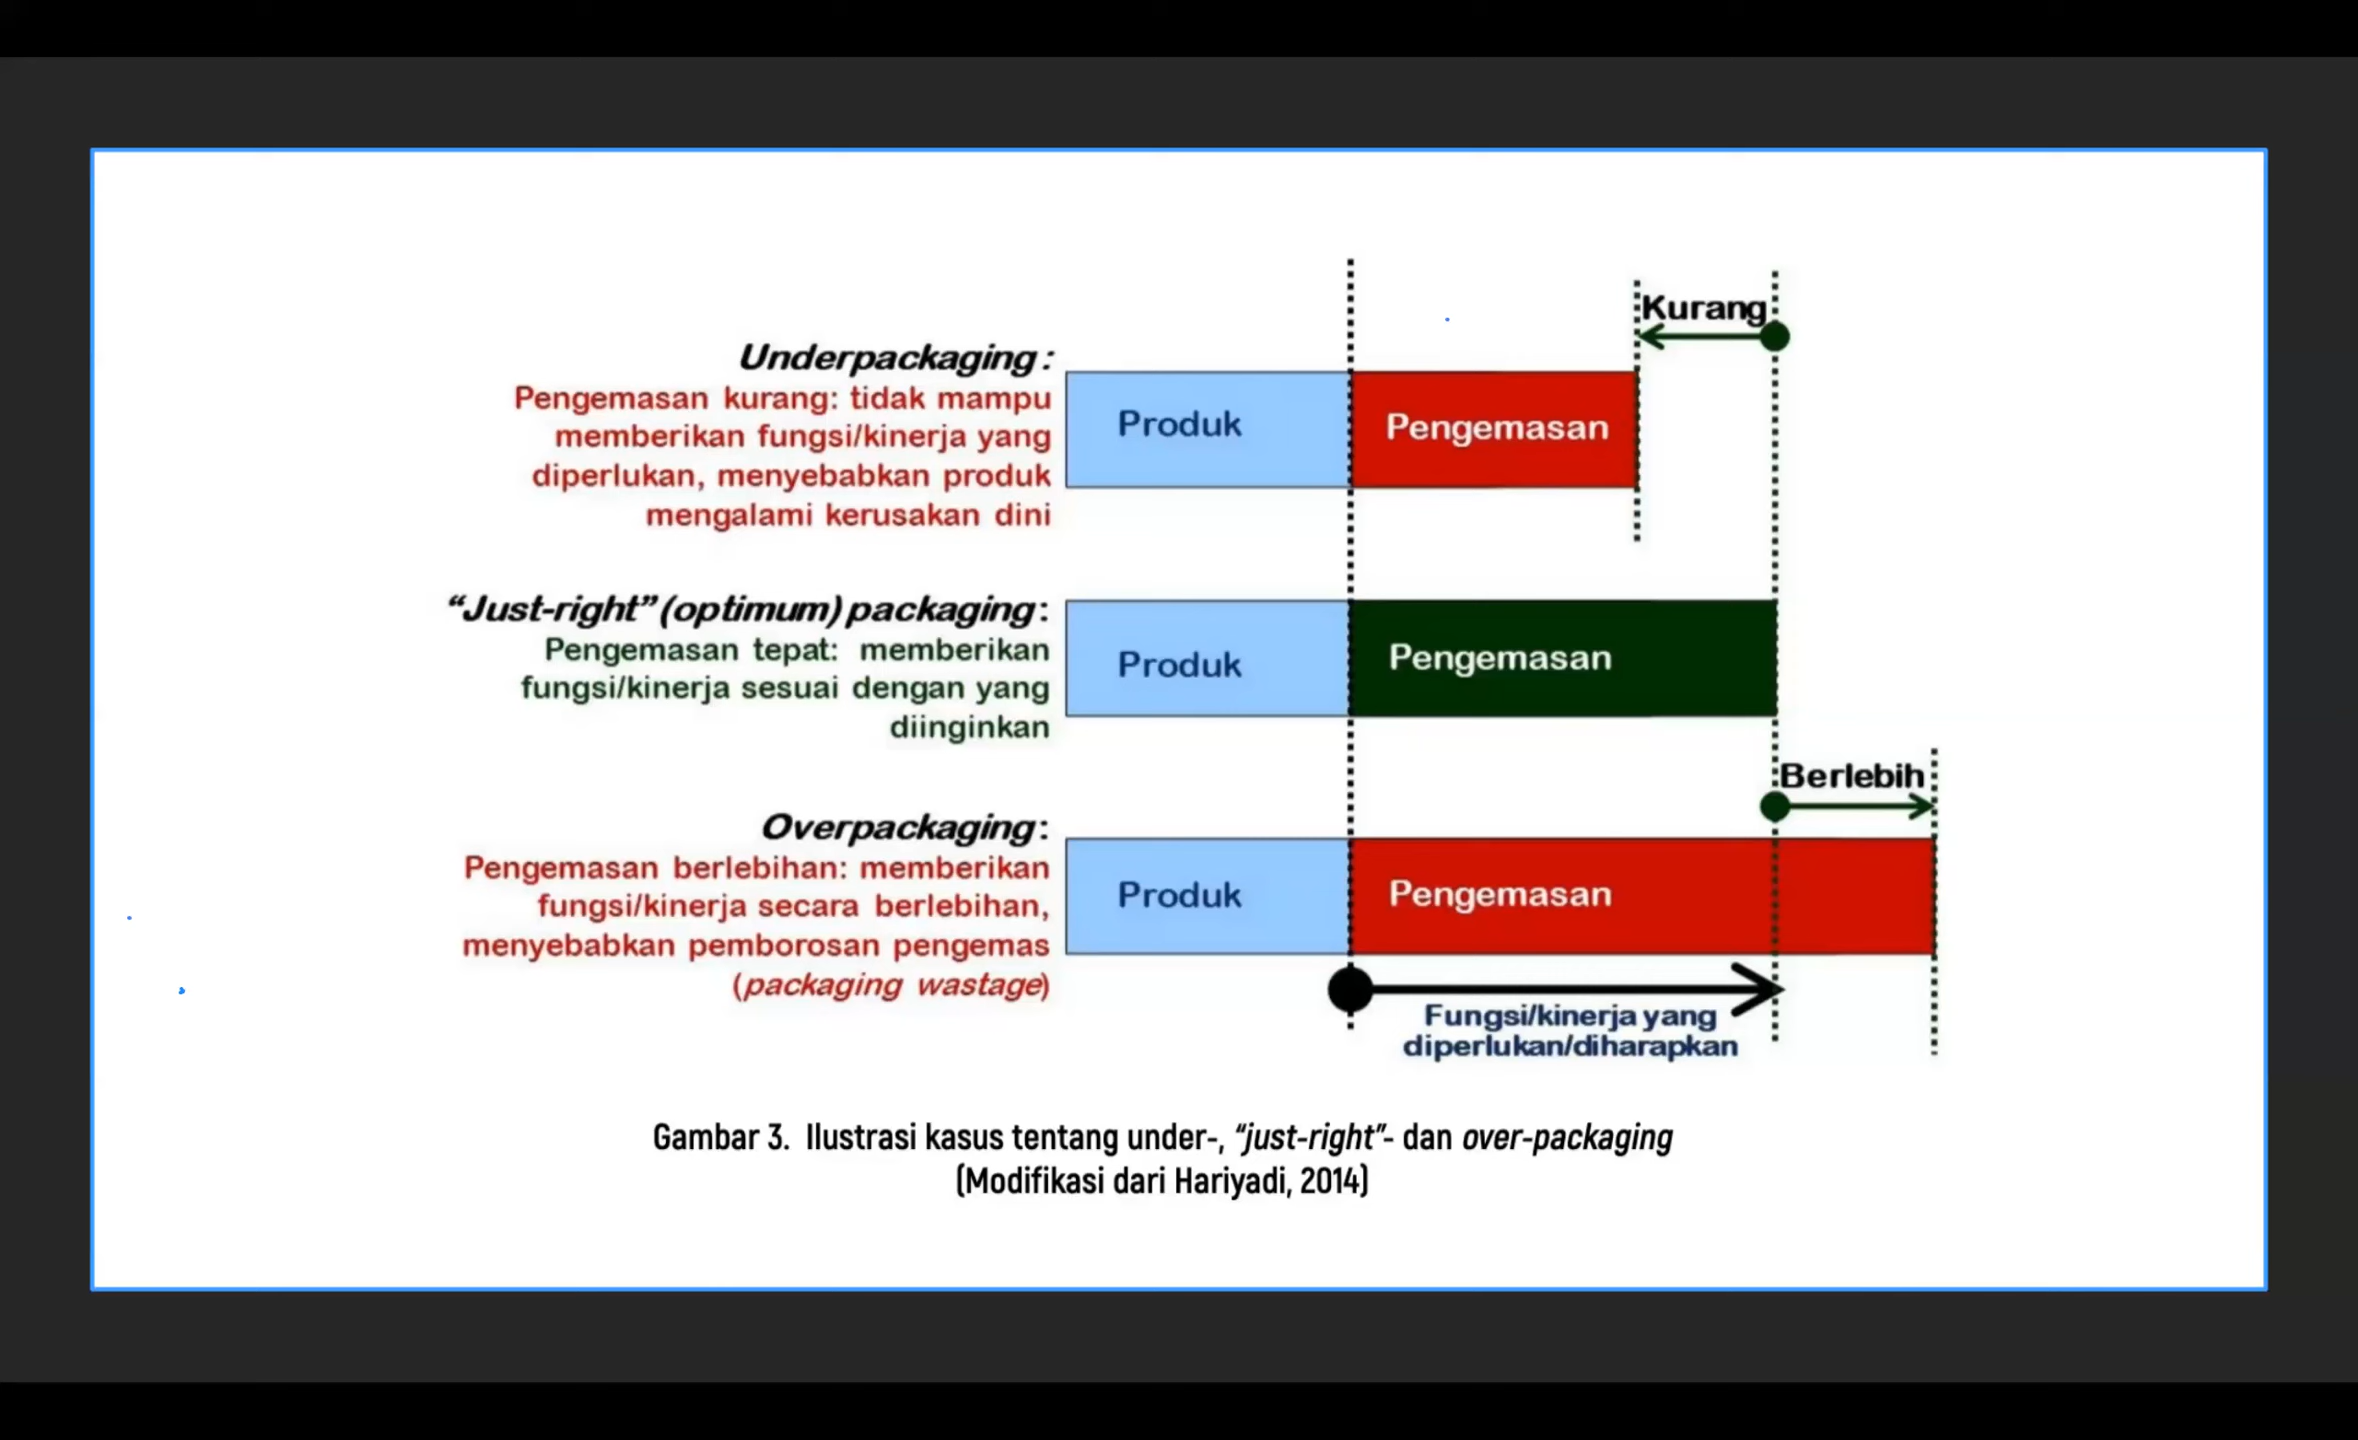 Kurang
Underpackaging :
Pengemasan kurang: tidak mampu
memberikan fungsi/kinerja yang
diperlukan, menyebabkan produk
mengalami kerusakan dini
Produk
Pengemasan
“Just-right” (optimum) packaging :
Pengemasan tepat: memberikan
fungsi/kinerja sesuai dengan yang
diinginkan
Produk
Pengemasan
Berlebih
Overpackaging :
Pengemasan berlebihan: memberikan
fungsi/kinerja secara berlebihan,
menyebabkan pemborosan pengemas
(packaging wastage)
Produk
Pengemasan
Fungsi/kinerja yang
diperlukan/diharapkan
Gambar 3. Ilustrasi kasus tentang under-, “just-right”- dan over-packaging
(Modifikasi dari Hariyadi, 2014)